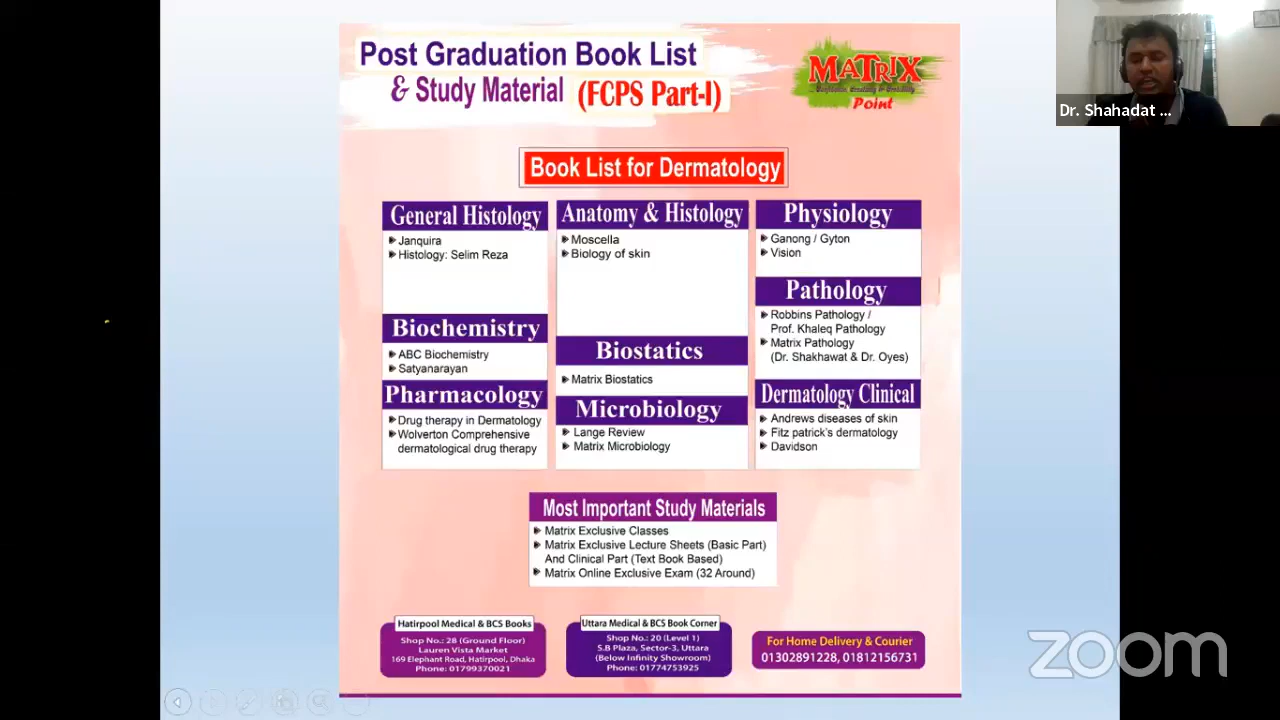 Post Graduation Book List
& Study Material (FCPS Part-I)
MATRIX
Point
Dr. Shahadat ...
Book List for Dermatology
General Histology
Janquira
Histology: Selim Reza
Biochemistry
ABC Biochemistry
Satyanarayan
Pharmacology
Drug therapy in Dermatology
Wolverton Comprehensive
dermatological drug therapy
Anatomy & Histology
Moscella
Biology of skin
Biostatics
Matrix Biostatics
Microbiology
Lange Review
Matrix Microbiology
Physiology
Ganong / Gyton
Vision
Pathology
Robbins Pathology /
Prof. Khaleq Pathology
Matrix Pathology
(Dr. Shakhawat & Dr. Oyes)
Dermatology Clinical
Andrews diseases of skin
Fitz patrick's dermatology
Davidson
Most Important Study Materials
Matrix Exclusive Classes
Matrix Exclusive Lecture Sheets (Basic Part)
And Clinical Part (Text Book Based)
Matrix Online Exclusive Exam (32 Around)
Hatirpool Medical & BCS Books
Shop No.: 28 (Ground Floor)
Lauren Vista Market
169 Elephant Road, Hatirpool, Dhaka
Phone: 01799370021
Uttara Medical & BCS Book Corner
Shop No.: 20 (Level 1)
S.B Plaza, Sector-3, Uttara
(Below Infinity Showroom)
Phone: 01774753925
For Home Delivery & Courier
01302891228, 01812156731
zoom